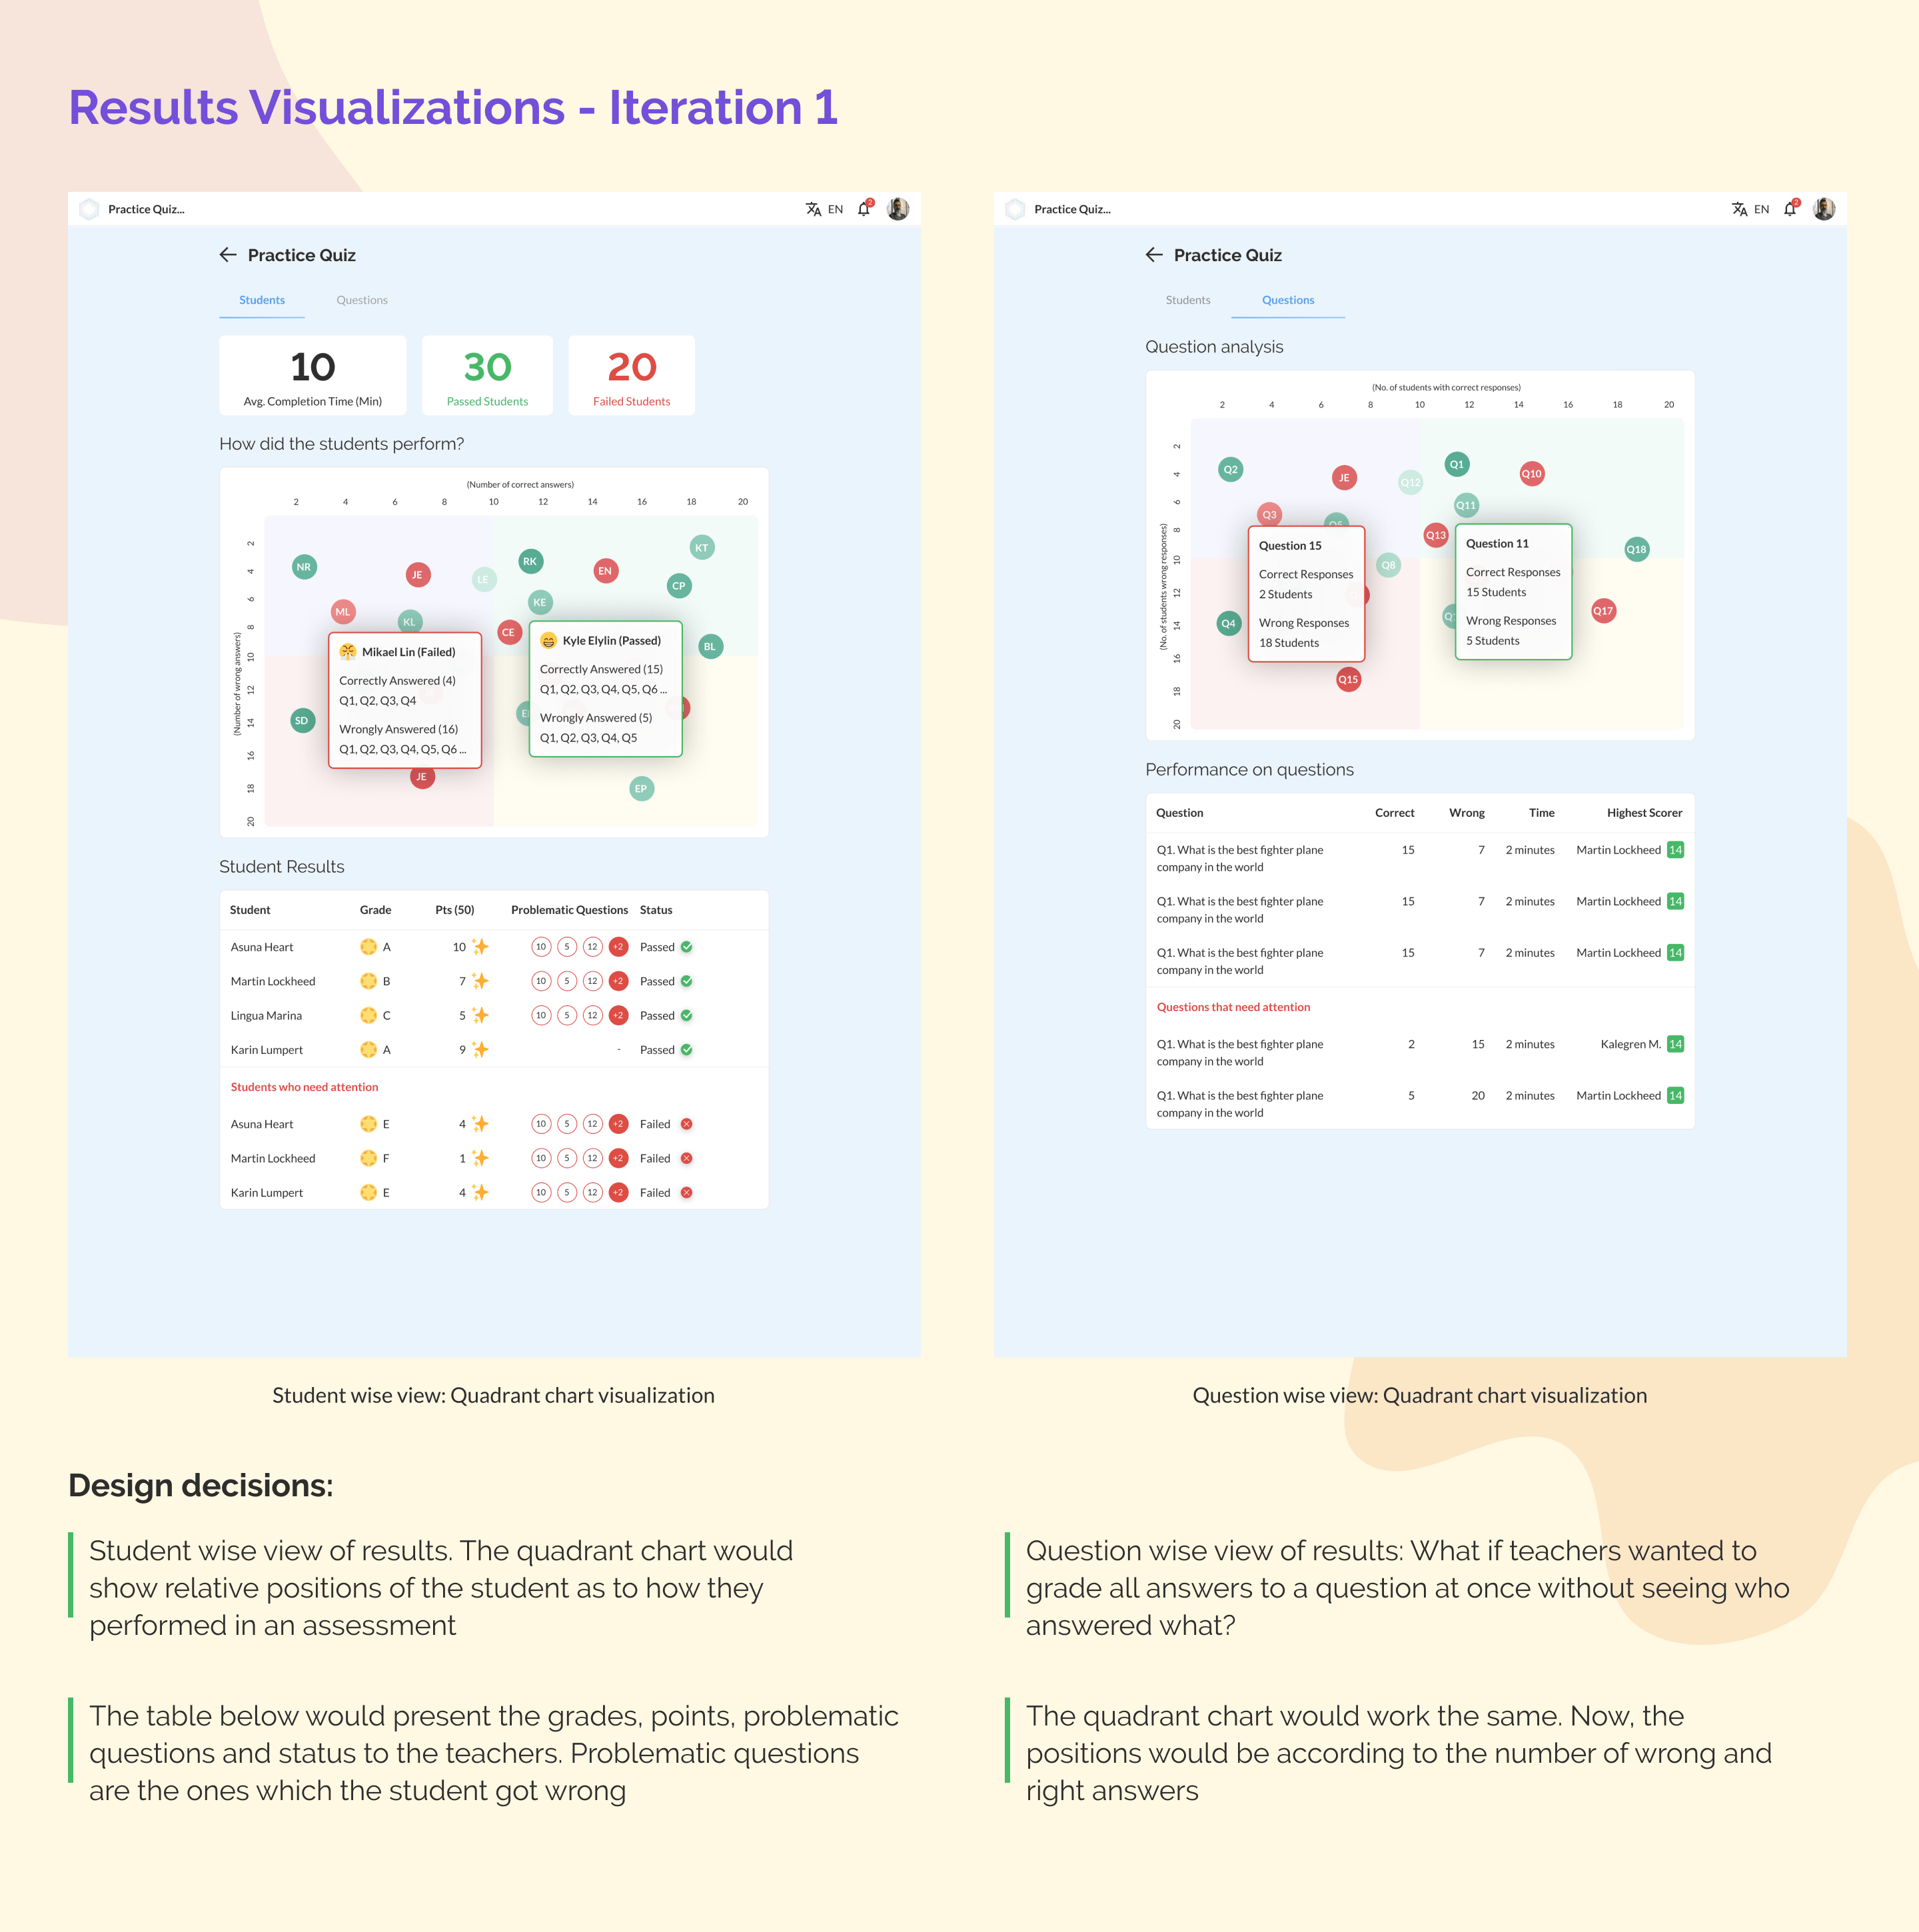 Results Visualizations - Iteration 1
Practice Quiz...
EN
2
Practice Quiz
Students
Questions
10
Avg. Completion Time (Min)
30
Passed Students
20
Failed Students
How did the students perform?
(Number of correct answers)
2 4 6 8 10 12 14 16 18 20
(Number of wrong answers)
2
4
6
8
10
12
14
16
18
20
KT
RK
NR
EN
JE
LE
CP
KE
ML
KL
CE
BL
SD
JE
EP
Mikael Lin (Failed)
Correctly Answered (4)
Q1, Q2, Q3, Q4
Wrongly Answered (16)
Q1, Q2, Q3, Q4, Q5, Q6 ...
Kyle Elylin (Passed)
Correctly Answered (15)
Q1, Q2, Q3, Q4, Q5, Q6 ...
Wrongly Answered (5)
Q1, Q2, Q3, Q4, Q5
Student Results
Student Grade Pts (50) Problematic Questions Status
Asuna Heart A 10 10 5 12 +2 Passed
Martin Lockheed B 7 10 5 12 +2 Passed
Lingua Marina C 5 10 5 12 +2 Passed
Karin Lumpert A 9 - Passed
Students who need attention
Asuna Heart E 4 10 5 12 +2 Failed
Martin Lockheed F 1 10 5 12 +2 Failed
Karin Lumpert E 4 10 5 12 +2 Failed
Student wise view: Quadrant chart visualization
Practice Quiz...
EN
2
Practice Quiz
Students
Questions
Question analysis
(No. of students with correct responses)
2 4 6 8 10 12 14 16 18 20
(No. of students wrong responses)
2
4
6
8
10
12
14
16
18
20
Q1
Q2
Q10
JE
Q12
Q11
Q3
Q5
Q13
Q18
Q8
Q17
Q4
Q15
Question 15
Correct Responses
2 Students
Wrong Responses
18 Students
Question 11
Correct Responses
15 Students
Wrong Responses
5 Students
Performance on questions
Question Correct Wrong Time Highest Scorer
Q1. What is the best fighter plane 15 7 2 minutes Martin Lockheed 14
company in the world
Q1. What is the best fighter plane 15 7 2 minutes Martin Lockheed 14
company in the world
Q1. What is the best fighter plane 15 7 2 minutes Martin Lockheed 14
company in the world
Questions that need attention
Q1. What is the best fighter plane 2 15 2 minutes Kalegren M. 14
company in the world
Q1. What is the best fighter plane 5 20 2 minutes Martin Lockheed 14
company in the world
Question wise view: Quadrant chart visualization
Design decisions:
Student wise view of results. The quadrant chart would
show relative positions of the student as to how they
performed in an assessment
The table below would present the grades, points, problematic
questions and status to the teachers. Problematic questions
are the ones which the student got wrong
Question wise view of results: What if teachers wanted to
grade all answers to a question at once without seeing who
answered what?
The quadrant chart would work the same. Now, the
positions would be according to the number of wrong and
right answers